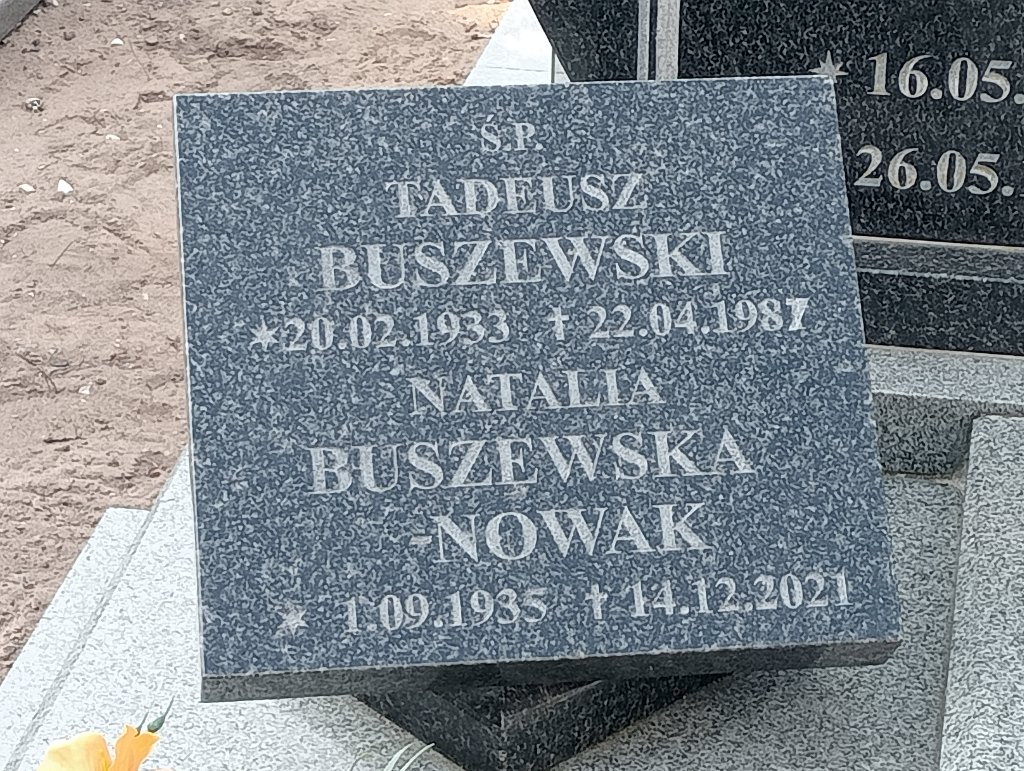 Ś.P.
TADEUSZ
BUSZEWSKI
*20.02.1933 † 22.04.1987
NATALIA
BUSZEWSKA
-NOWAK
* 1.09.1935 † 14.12.2021
* 16.05.
26.05.